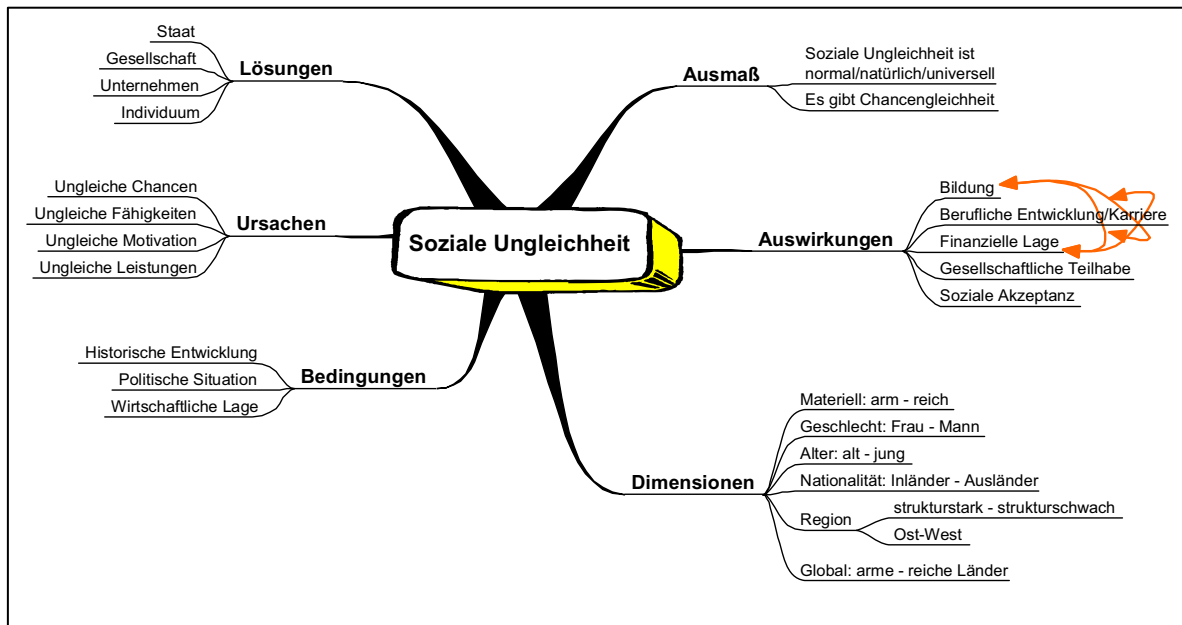 Soziale Ungleichheit
Lösungen
Staat
Gesellschaft
Unternehmen
Individuum
Ursachen
Ungleiche Chancen
Ungleiche Fähigkeiten
Ungleiche Motivation
Ungleiche Leistungen
Bedingungen
Historische Entwicklung
Politische Situation
Wirtschaftliche Lage
Ausmaß
Soziale Ungleichheit ist
normal/natürlich/universell
Es gibt Chancengleichheit
Auswirkungen
Bildung
Berufliche Entwicklung/Karriere
Finanzielle Lage
Gesellschaftliche Teilhabe
Soziale Akzeptanz
Dimensionen
Materiell: arm - reich
Geschlecht: Frau - Mann
Alter: alt - jung
Nationalität: Inländer - Ausländer
Region
strukturstark - strukturschwach
Ost-West
Global: arme - reiche Länder